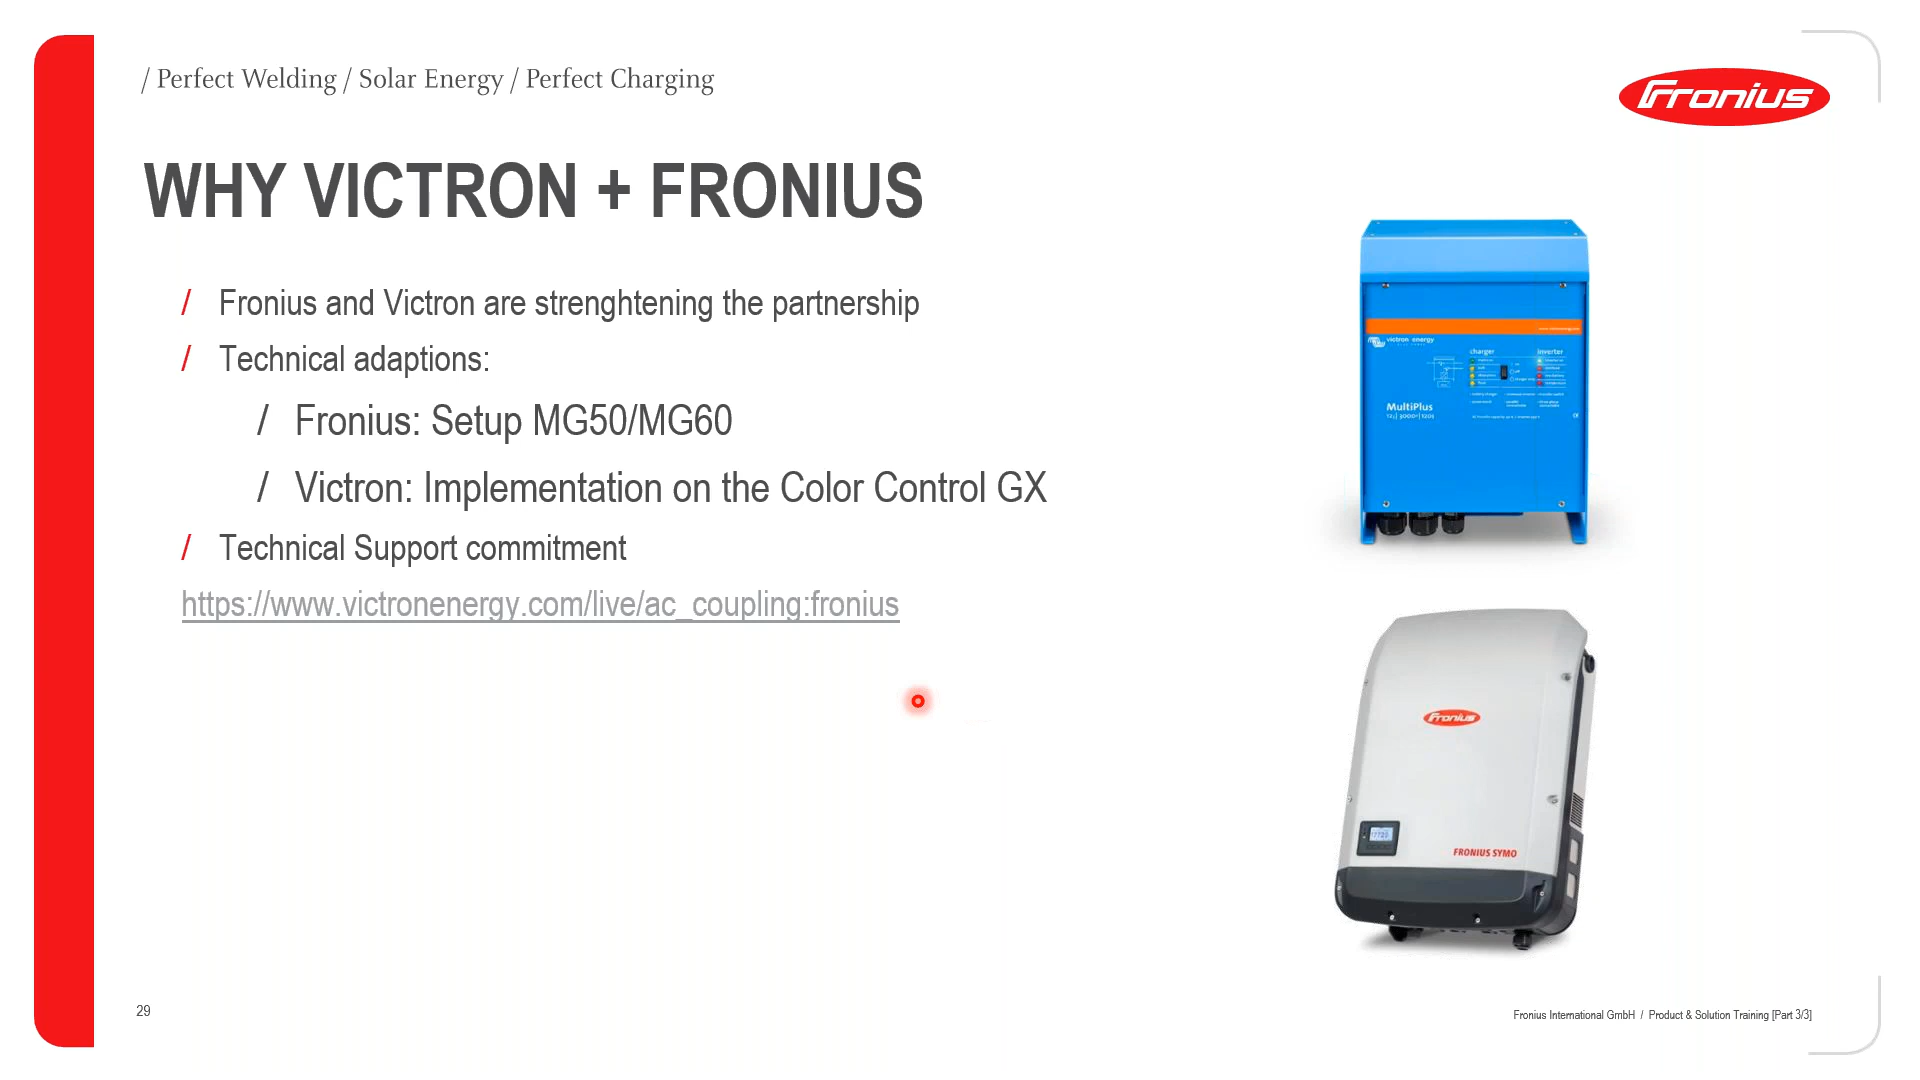 / Perfect Welding / Solar Energy / Perfect Charging
Fronius
WHY VICTRON + FRONIUS
/ Fronius and Victron are strenghtening the partnership
/ Technical adaptions:
/ Fronius: Setup MG50/MG60
/ Victron: Implementation on the Color Control GX
/ Technical Support commitment
https://www.victronenergy.com/live/ac_coupling:fronius
victron energy
charger
inverter
MultiPlus
Fronius
FRONIUS SYMO
29
Fronius International GmbH / Product & Solution Training [Part 3/3]